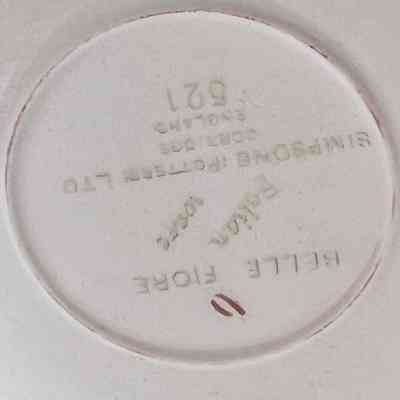 BELLE FIORE
SIMPSONS (POTTERS) LTD
COBRIDGE
ENGLAND
521